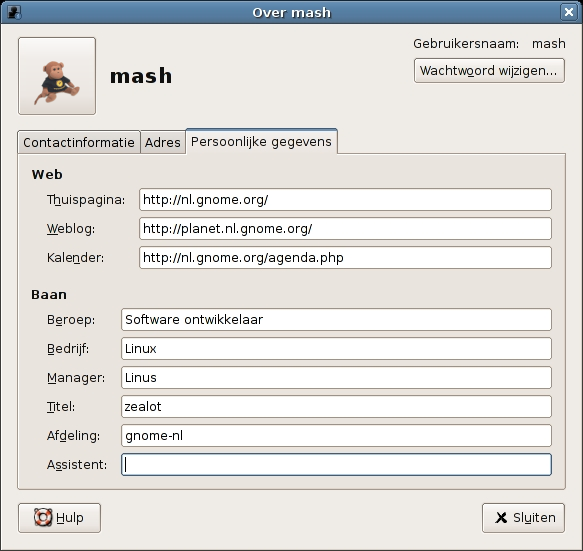 Over mash
Gebruikersnaam: mash
mash
Wachtwoord wijzigen...
Contactinformatie Adres Persoonlijke gegevens
Web
Thuispagina: http://nl.gnome.org/
Weblog: http://planet.nl.gnome.org/
Kalender: http://nl.gnome.org/agenda.php
Baan
Beroep: Software ontwikkelaar
Bedrijf: Linux
Manager: Linus
Titel: zealot
Afdeling: gnome-nl
Assistent:
Hulp Sluiten